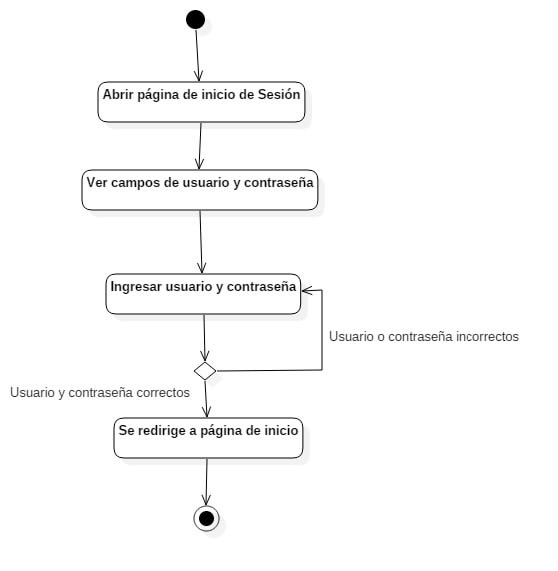 Abrir página de inicio de Sesión
Ver campos de usuario y contraseña
Ingresar usuario y contraseña
Usuario o contraseña incorrectos
Usuario y contraseña correctos
Se redirige a página de inicio